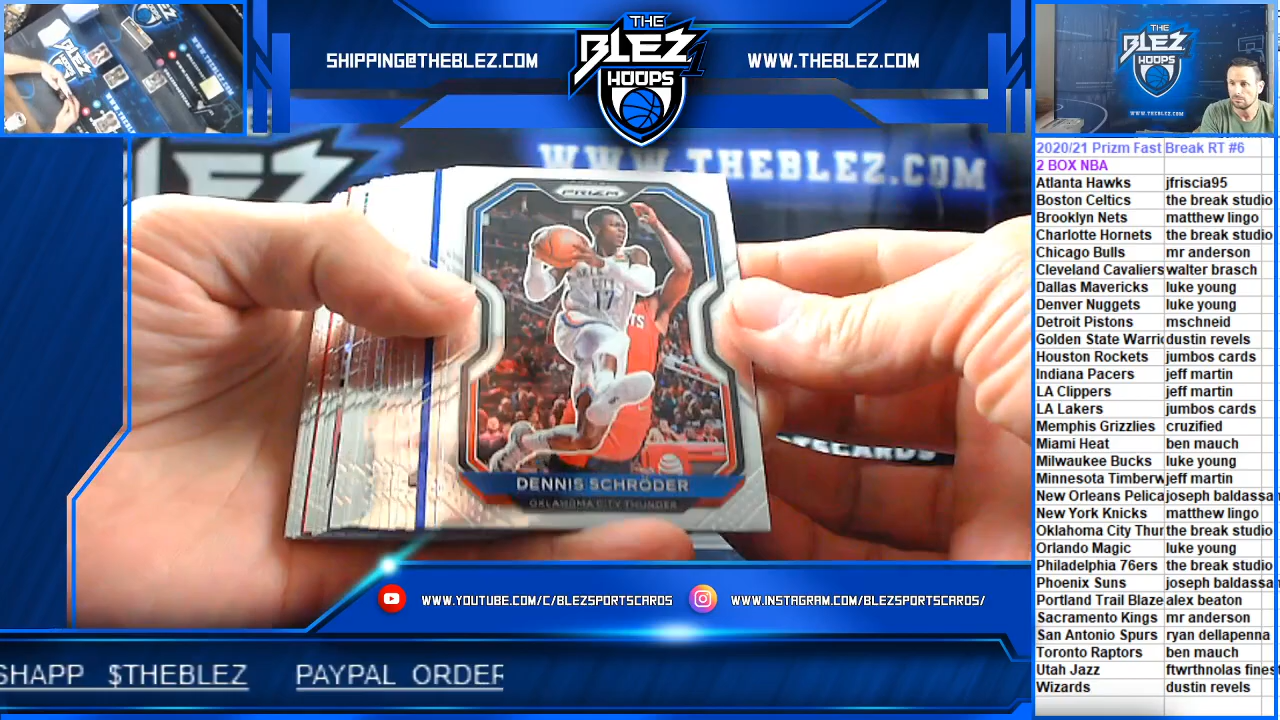 THE
BLEZ
HOOPS
1
SHIPPING@THEBLEZ.COM
WWW.THEBLEZ.COM
WWW.THEBLEZ.COM
BLEZ
PRIZM
17
DENNIS SCHRÖDER
OKLAHOMA CITY THUNDER
THE
BLEZ
HOOPS
WWW.THEBLEZ.COM
2020/21 Prizm Fast Break RT #6
2 BOX NBA
Atlanta Hawks jfriscia95
Boston Celtics the break studio
Brooklyn Nets matthew lingo
Charlotte Hornets the break studio
Chicago Bulls mr anderson
Cleveland Cavaliers walter brasch
Dallas Mavericks luke young
Denver Nuggets luke young
Detroit Pistons mschneid
Golden State Warri dustin revels
Houston Rockets jumbos cards
Indiana Pacers jeff martin
LA Clippers jeff martin
LA Lakers jumbos cards
Memphis Grizzlies cruzified
Miami Heat ben mauch
Milwaukee Bucks luke young
Minnesota Timberw jeff martin
New Orleans Pelica joseph baldassa
New York Knicks matthew lingo
Oklahoma City Thur the break studio
Orlando Magic luke young
Philadelphia 76ers the break studio
Phoenix Suns joseph baldassa
Portland Trail Blaze alex beaton
Sacramento Kings mr anderson
San Antonio Spurs ryan dellapenna
Toronto Raptors ben mauch
Utah Jazz ftwrthnolas fines
Wizards dustin revels
WWW.YOUTUBE.COM/C/BLEZSPORTSCARDS
WWW.INSTAGRAM.COM/BLEZSPORTSCARDS/
SHAPP $THEBLEZ PAYPAL ORDER